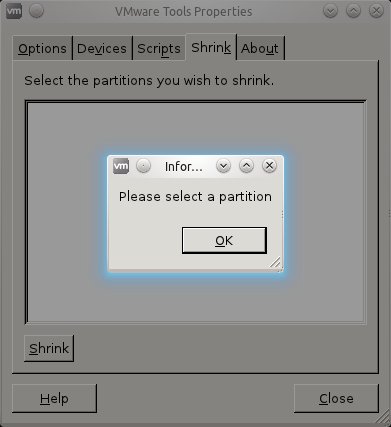 vm VMware Tools Properties
Options Devices Scripts Shrink About
Select the partitions you wish to shrink.
vm Infor...
Please select a partition
OK
Shrink
Help Close